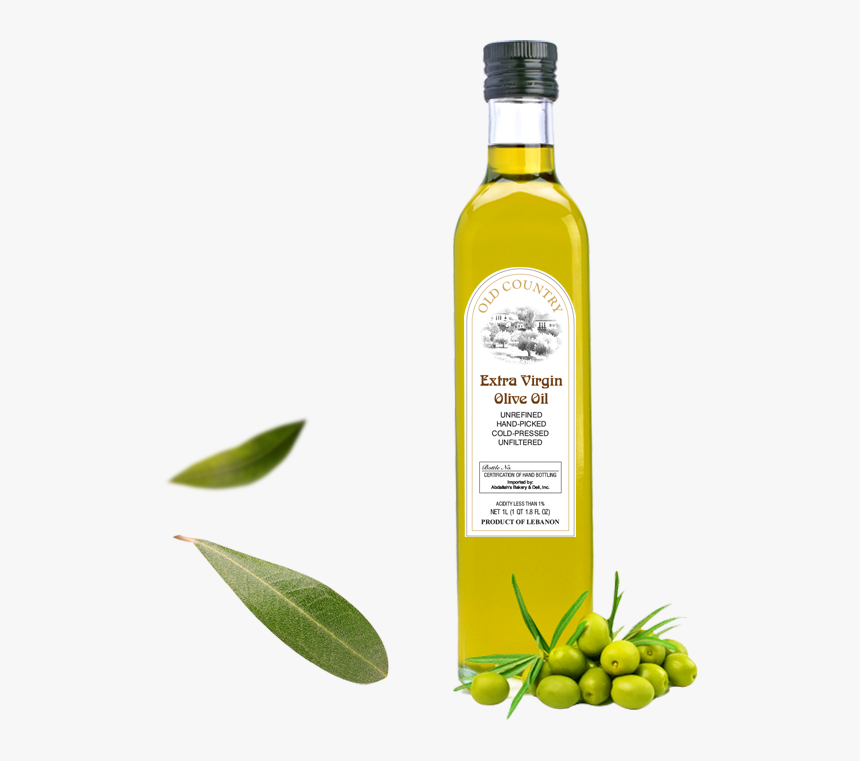 OLD COUNTRY
Extra Virgin
Olive Oil
UNREFINED
HAND-PICKED
COLD-PRESSED
UNFILTERED
Bottle No.
CERTIFICATION OF HAND BOTTLING
Imported by:
Abdallah's Bakery & Deli, Inc.
ACIDITY LESS THAN 1%
NET 1L (1 QT 1.8 FL OZ)
PRODUCT OF LEBANON